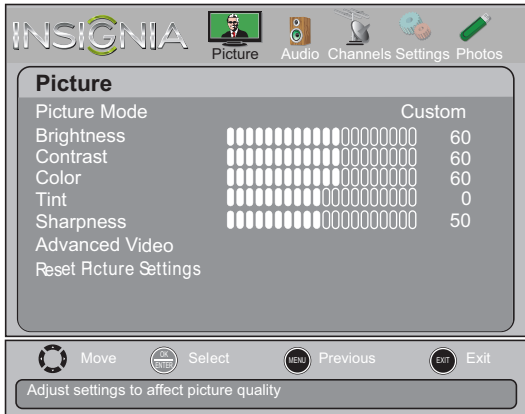 INSIGNIA
Picture Audio Channels Settings Photos
Picture
Picture Mode Custom
Brightness 60
Contrast 60
Color 60
Tint 0
Sharpness 50
Advanced Video
Reset Picture Settings
Move OK ENTER Select MENU Previous EXIT Exit
Adjust settings to affect picture quality